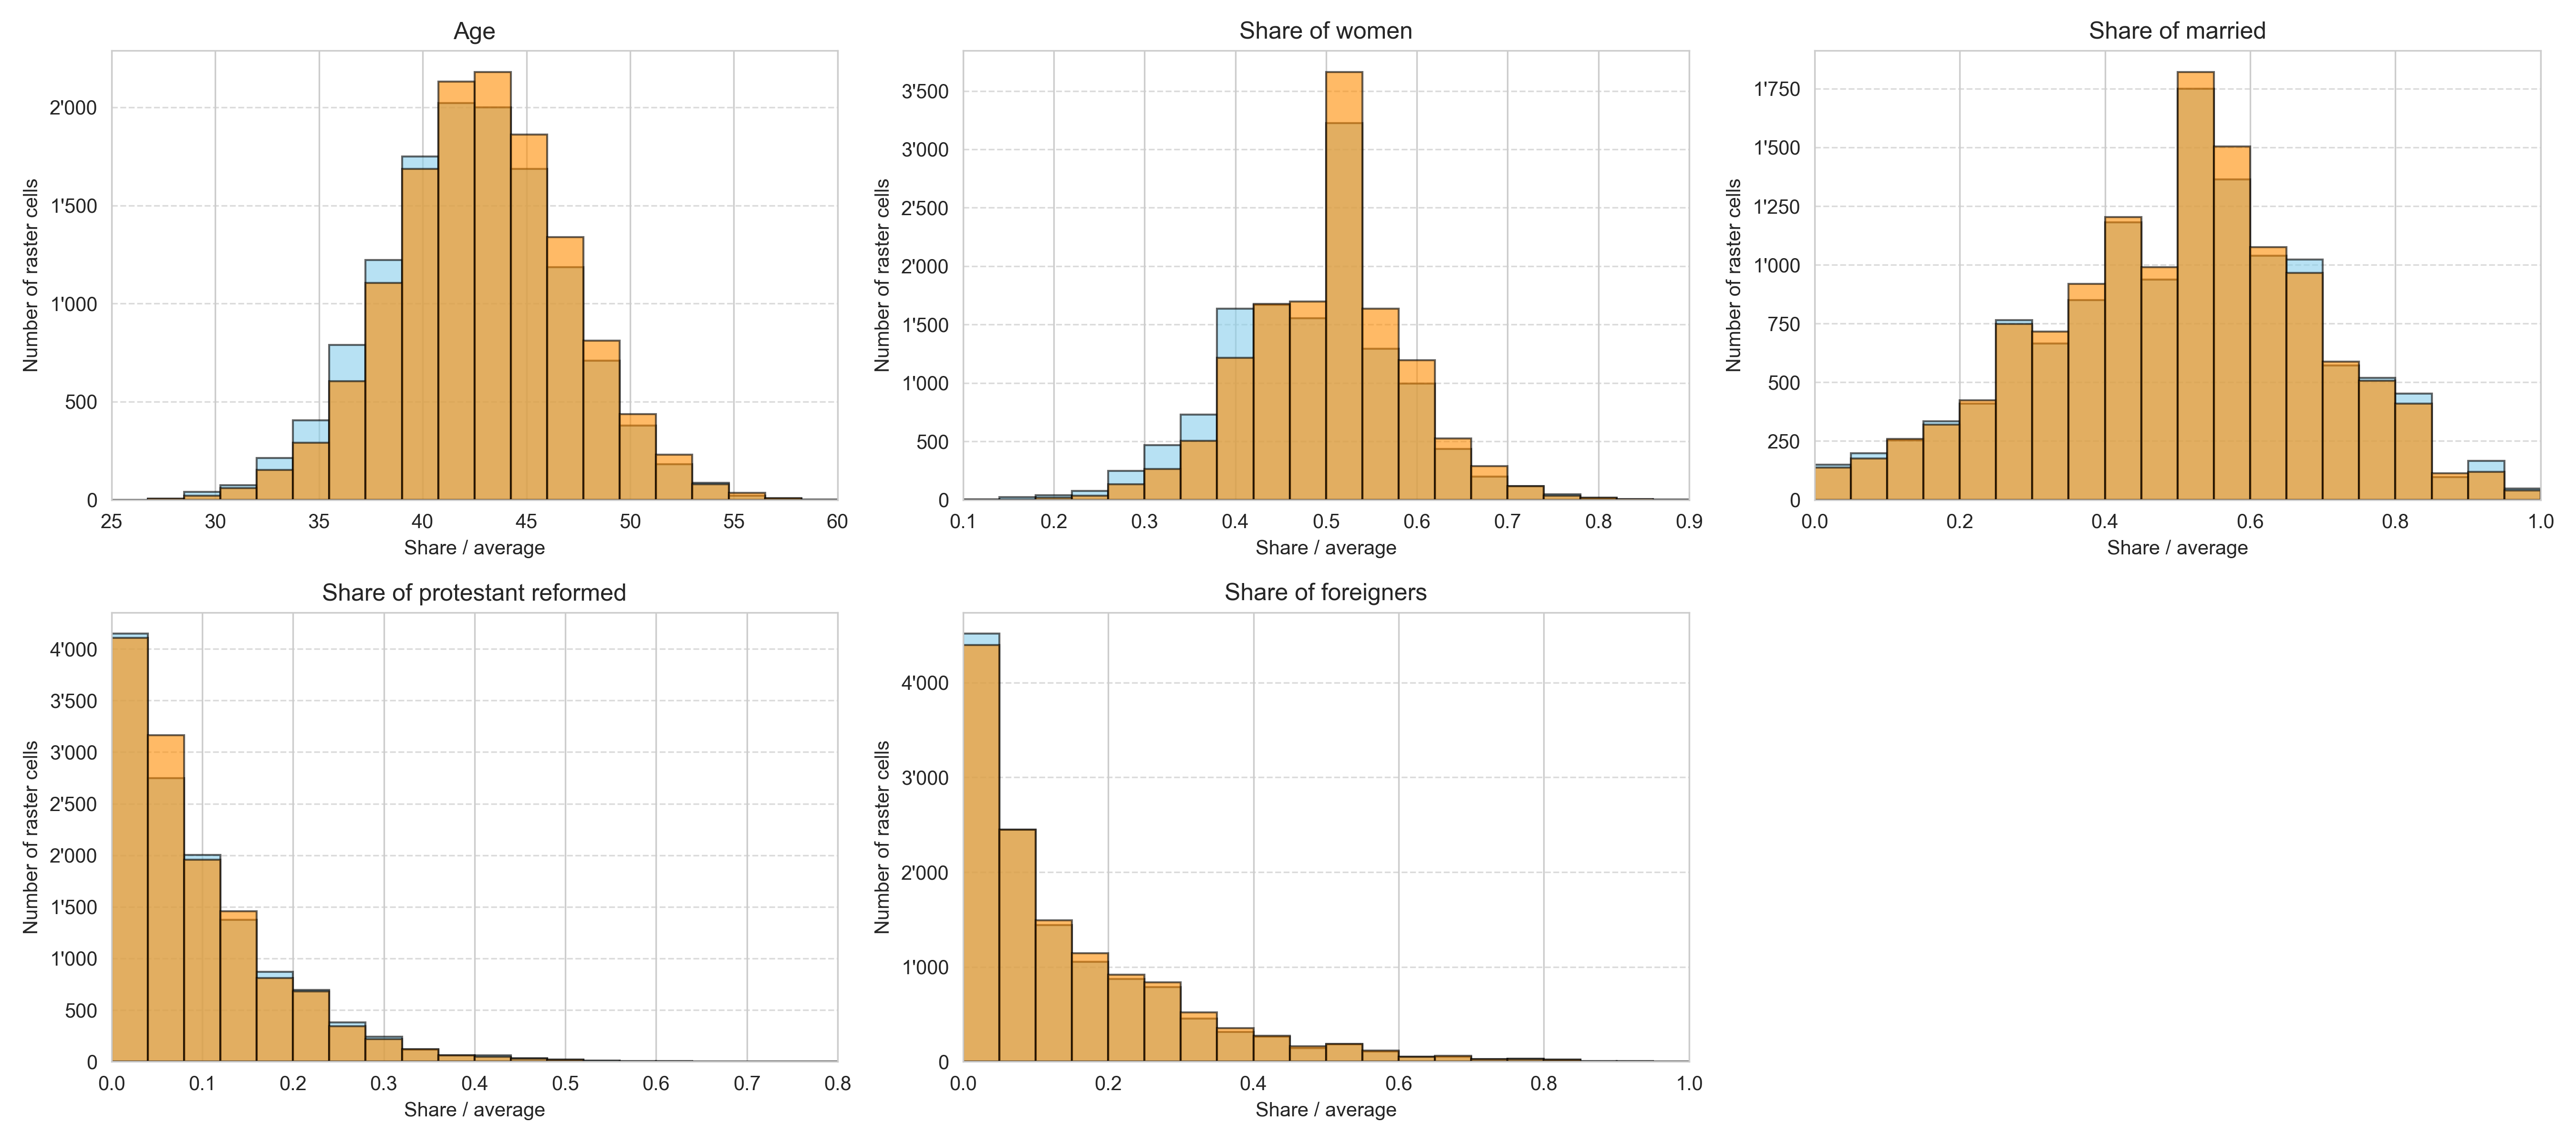 Age
2'000
1'500
1'000
500
0
25 30 35 40 45 50 55 60
Number of raster cells
Share / average
Share of women
3'500
3'000
2'500
2'000
1'500
1'000
500
0
0.1 0.2 0.3 0.4 0.5 0.6 0.7 0.8 0.9
Number of raster cells
Share / average
Share of married
1'750
1'500
1'250
1'000
750
500
250
0
0.0 0.2 0.4 0.6 0.8 1.0
Number of raster cells
Share / average
Share of protestant reformed
4'000
3'500
3'000
2'500
2'000
1'500
1'000
500
0
0.0 0.1 0.2 0.3 0.4 0.5 0.6 0.7 0.8
Number of raster cells
Share / average
Share of foreigners
4'000
3'000
2'000
1'000
0
0.0 0.2 0.4 0.6 0.8 1.0
Number of raster cells
Share / average